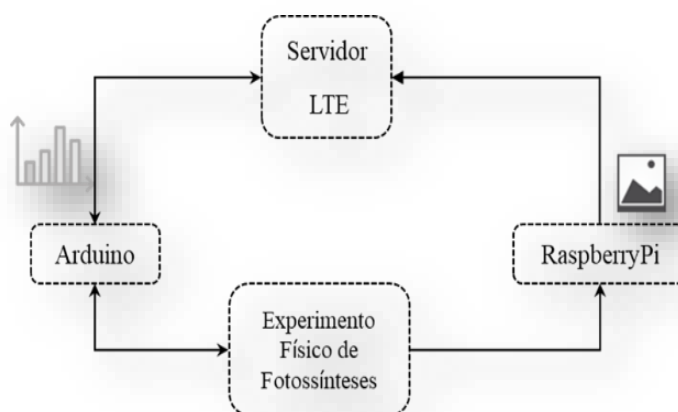 Servidor
LTE
Arduino
RaspberryPi
Experimento
Físico de
Fotossínteses